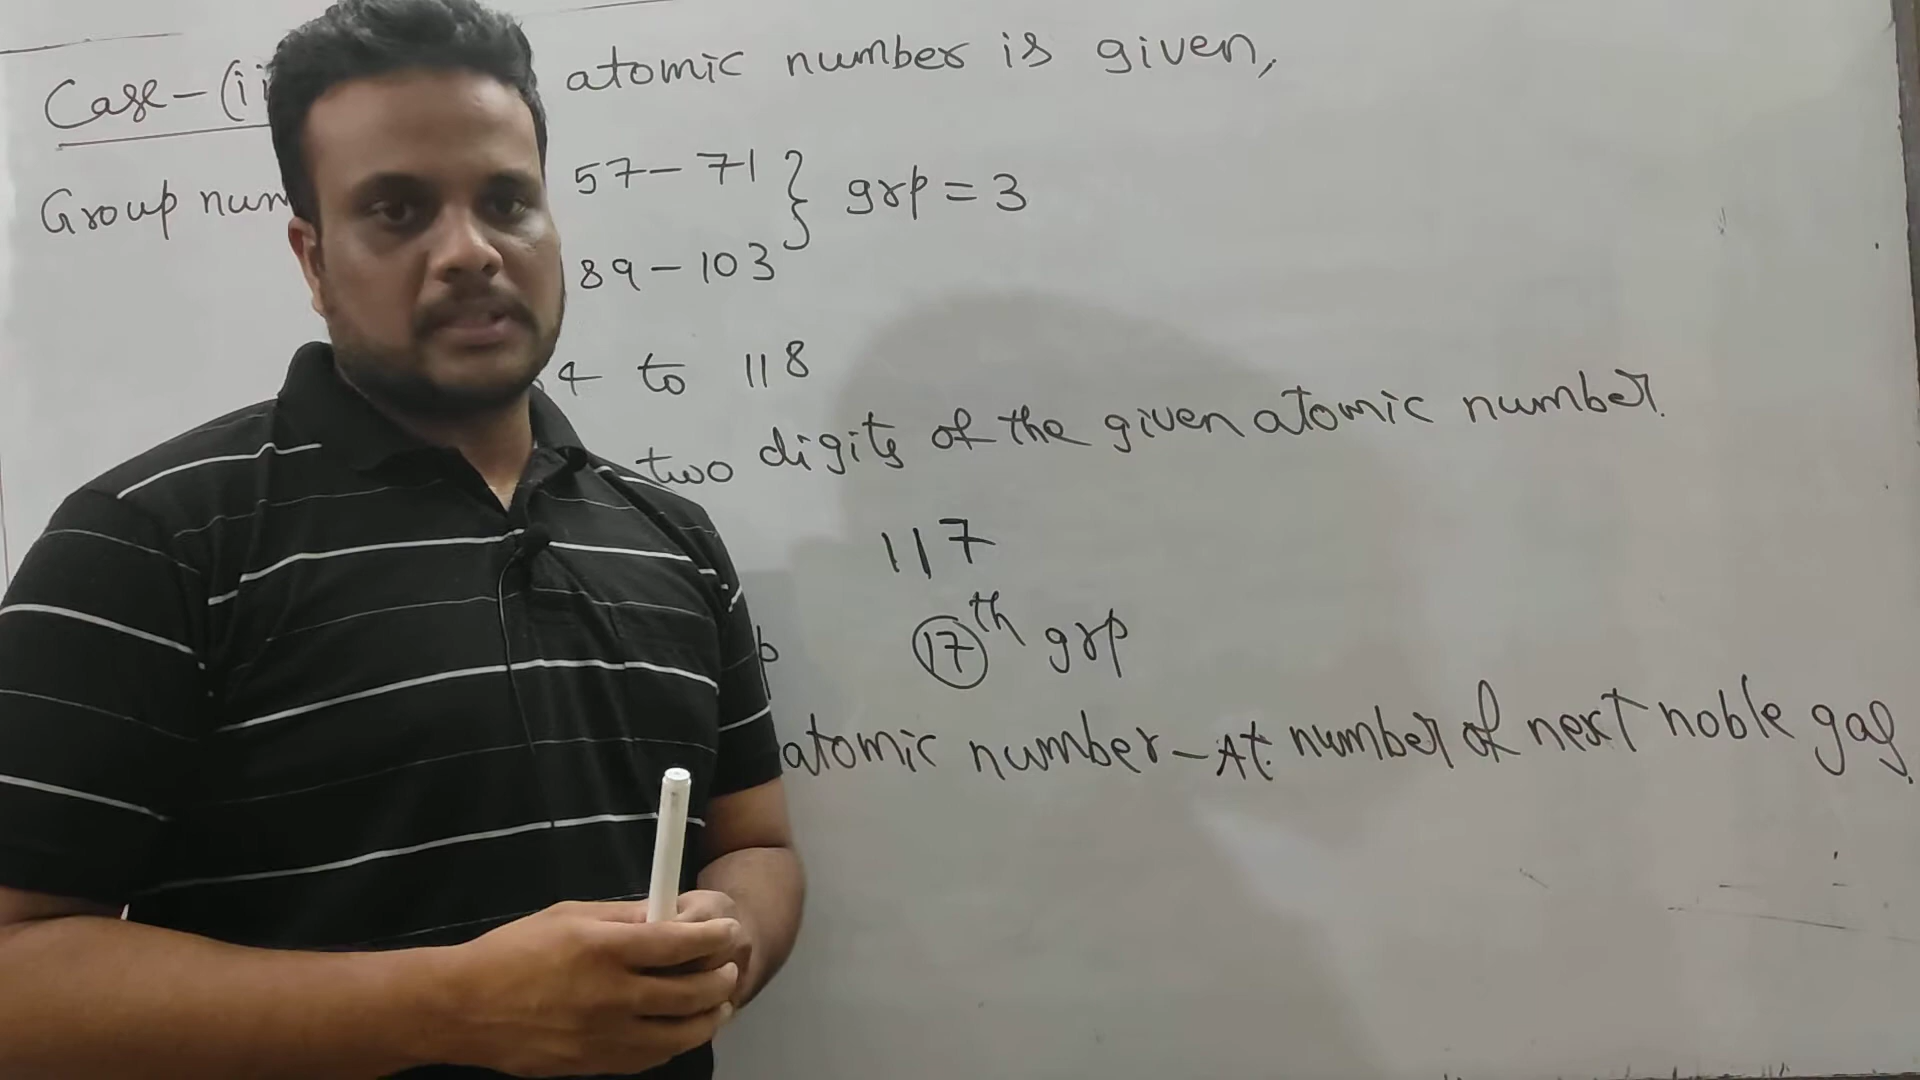 Case-(ii atomic number is given,
Group num 57-71 } grp = 3
89-103
4 to 118
two digits of the given atomic number.
117
17th grp
p
atomic number - At. number of next noble gas.